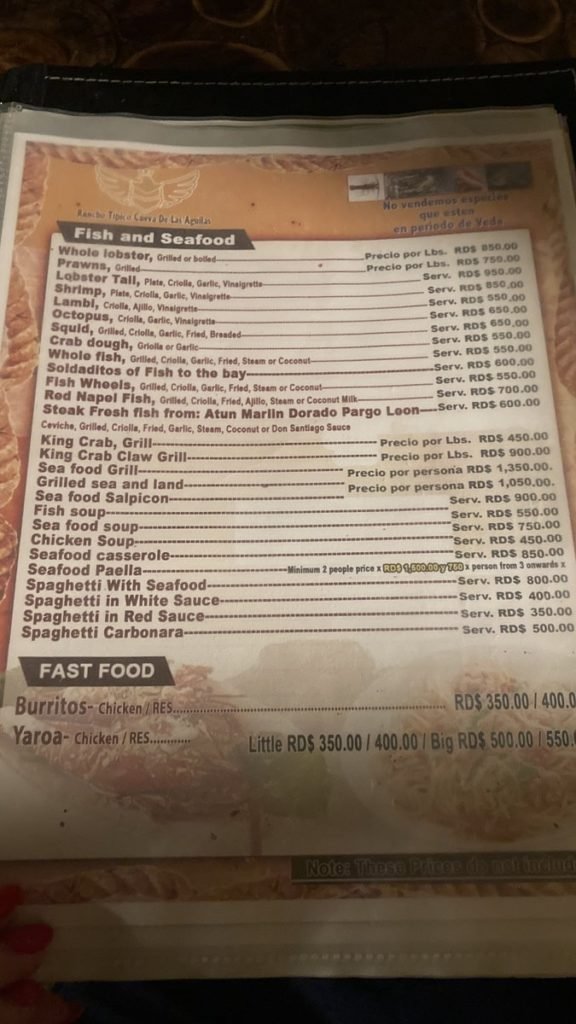 Rancho Tipico Cueva De Las Aguilas
No vendemos especies
que esten
en periodo de Veda
Fish and Seafood
Whole lobster, Grilled or boiled Precio por Lbs. RD$ 850.00
Prawns, Grilled Precio por Lbs. RD$ 750.00
Lobster Tail, Plate, Criolla, Garlic, Vinaigrette Serv. RD$ 950.00
Shrimp, Plate, Criolla, Garlic, Vinaigrette Serv. RD$ 850.00
Lambi, Criolla, Ajillo, Vinaigrette Serv. RD$ 550.00
Octopus, Criolla, Garlic, Vinaigrette Serv. RD$ 650.00
Squid, Grilled, Criolla, Garlic, Fried, Breaded Serv. RD$ 650.00
Crab dough, Criolla or Garlic Serv. RD$ 550.00
Whole fish, Grilled, Criolla, Garlic, Fried, Steam or Coconut Serv. RD$ 550.00
Soldaditos of Fish to the bay Serv. RD$ 600.00
Fish Wheels, Grilled, Criolla, Garlic, Fried, Steam or Coconut Serv. RD$ 550.00
Red Napel Fish, Grilled, Criolla, Fried, Ajillo, Steam or Coconut Milk Serv. RD$ 700.00
Steak Fresh fish from: Atun Marlin Dorado Pargo Leon Serv. RD$ 600.00
Ceviche, Grilled, Criolla, Fried, Garlic, Steam, Coconut or Don Santiago Sauce
King Crab, Grill Precio por Lbs. RD$ 450.00
King Crab Claw Grill Precio por Lbs. RD$ 900.00
Sea food Grill Precio por persona RD$ 1,350.00.
Grilled sea and land Precio por persona RD$ 1,050.00.
Sea food Salpicon Serv. RD$ 900.00
Fish soup Serv. RD$ 550.00
Sea food soup Serv. RD$ 750.00
Chicken Soup Serv. RD$ 450.00
Seafood casserole Serv. RD$ 850.00
Seafood Paella Minimum 2 people price x RD$ 1,500.00 y 750 x person from 3 onwards x
Spaghetti With Seafood Serv. RD$ 800.00
Spaghetti in White Sauce Serv. RD$ 400.00
Spaghetti in Red Sauce Serv. RD$ 350.00
Spaghetti Carbonara Serv. RD$ 500.00
FAST FOOD
Burritos- Chicken / RES RD$ 350.00 / 400.0
Yaroa- Chicken / RES Little RD$ 350.00 / 400.00 / Big RD$ 500.00 / 550.
Note: These Prices do not includ